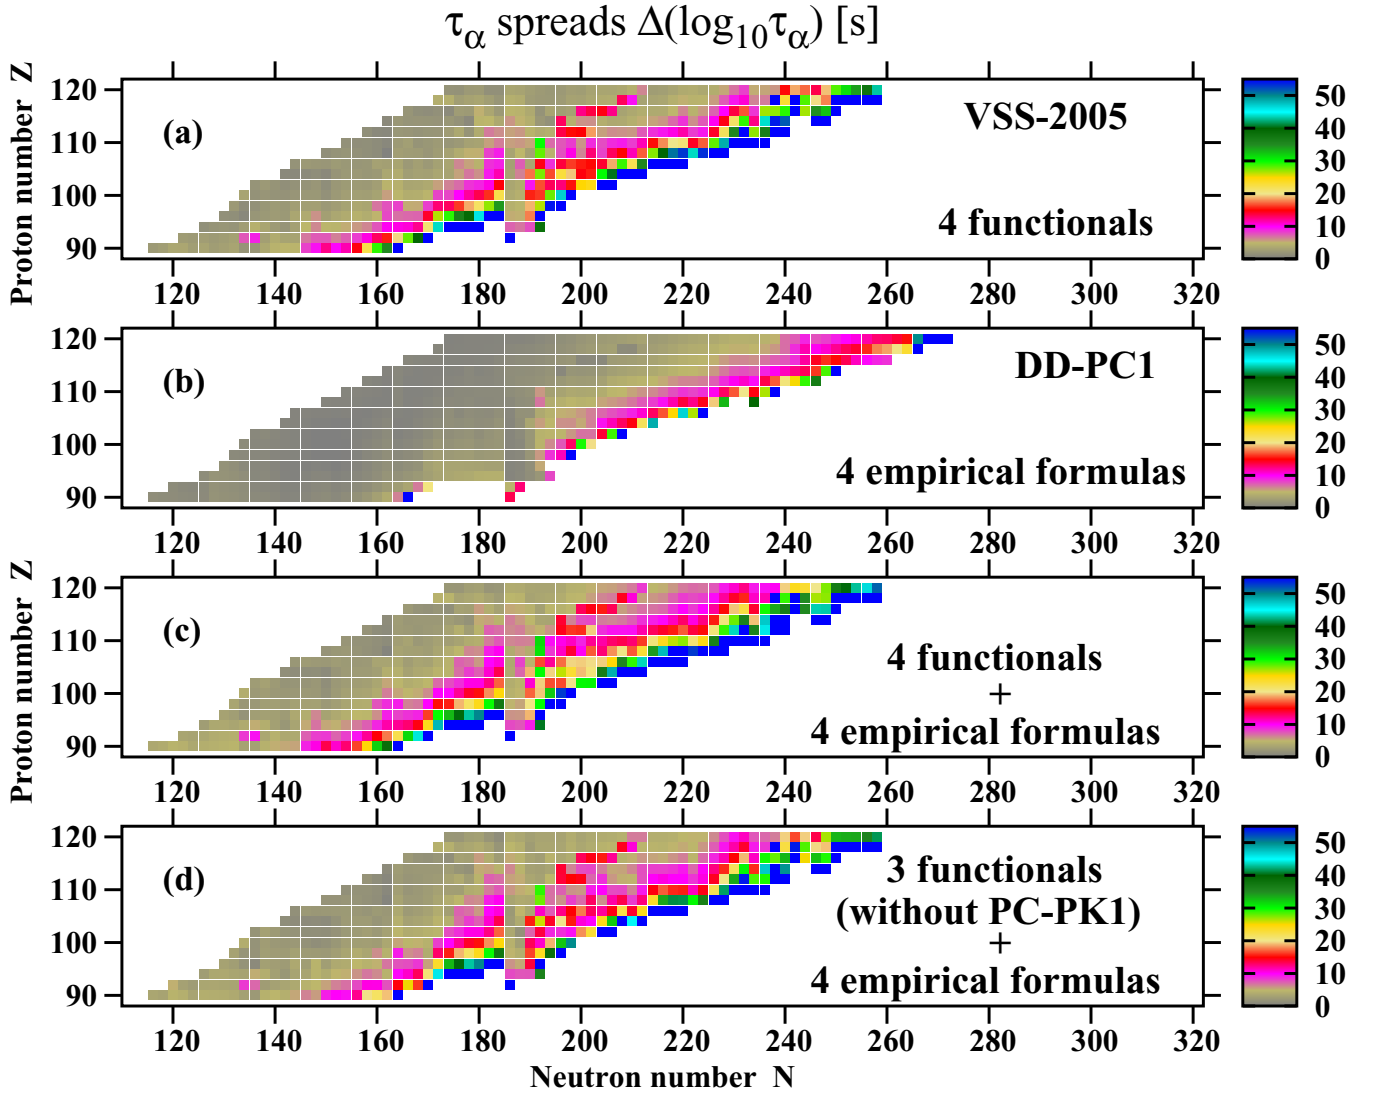 τα spreads Δ(log10τα) [s]
Proton number Z
120
110
100
90
(a)
VSS-2005
4 functionals
50
40
30
20
10
0
120 140 160 180 200 220 240 260 280 300 320
120
110
100
90
(b)
DD-PC1
4 empirical formulas
50
40
30
20
10
0
120 140 160 180 200 220 240 260 280 300 320
Proton number Z
120
110
100
90
(c)
4 functionals
+
4 empirical formulas
50
40
30
20
10
0
120 140 160 180 200 220 240 260 280 300 320
120
110
100
90
(d)
3 functionals
(without PC-PK1)
+
4 empirical formulas
50
40
30
20
10
0
120 140 160 180 200 220 240 260 280 300 320
Neutron number N